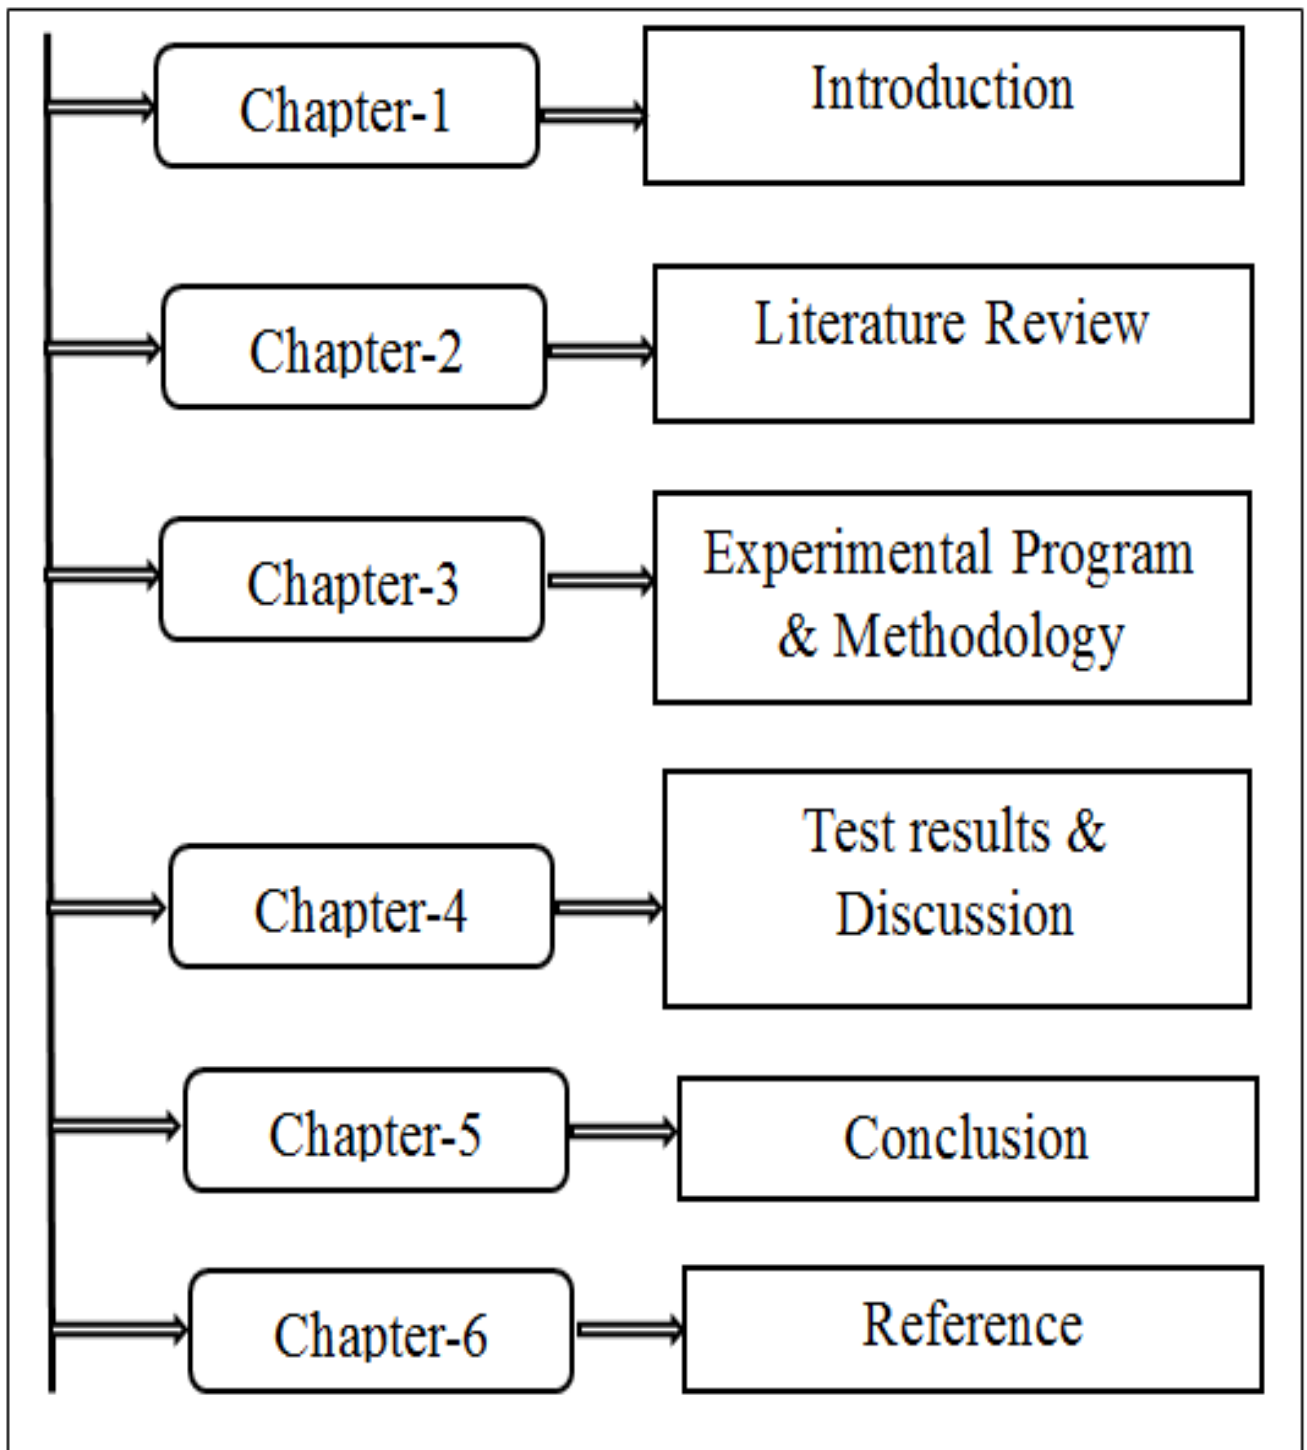 Chapter-1
Introduction
Chapter-2
Literature Review
Chapter-3
Experimental Program
& Methodology
Chapter-4
Test results &
Discussion
Chapter-5
Conclusion
Chapter-6
Reference